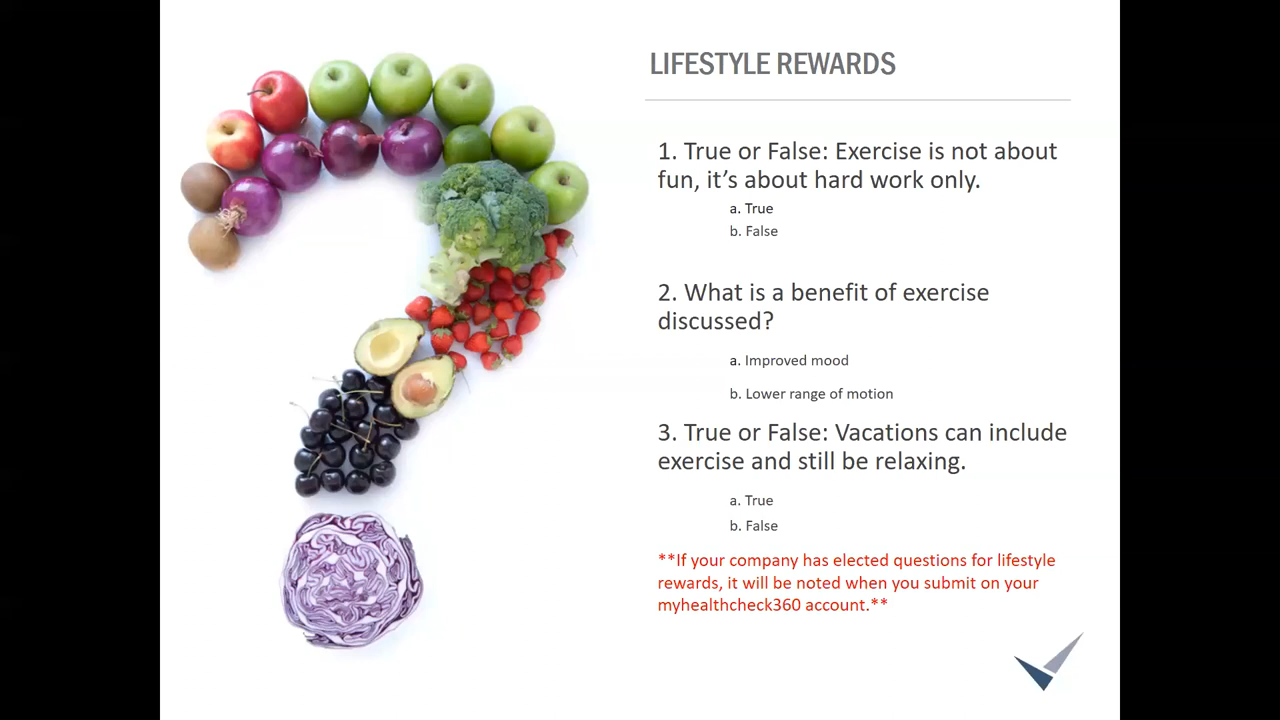 LIFESTYLE REWARDS
1. True or False: Exercise is not about
fun, it’s about hard work only.
a. True
b. False
2. What is a benefit of exercise
discussed?
a. Improved mood
b. Lower range of motion
3. True or False: Vacations can include
exercise and still be relaxing.
a. True
b. False
**If your company has elected questions for lifestyle
rewards, it will be noted when you submit on your
myhealthcheck360 account.**